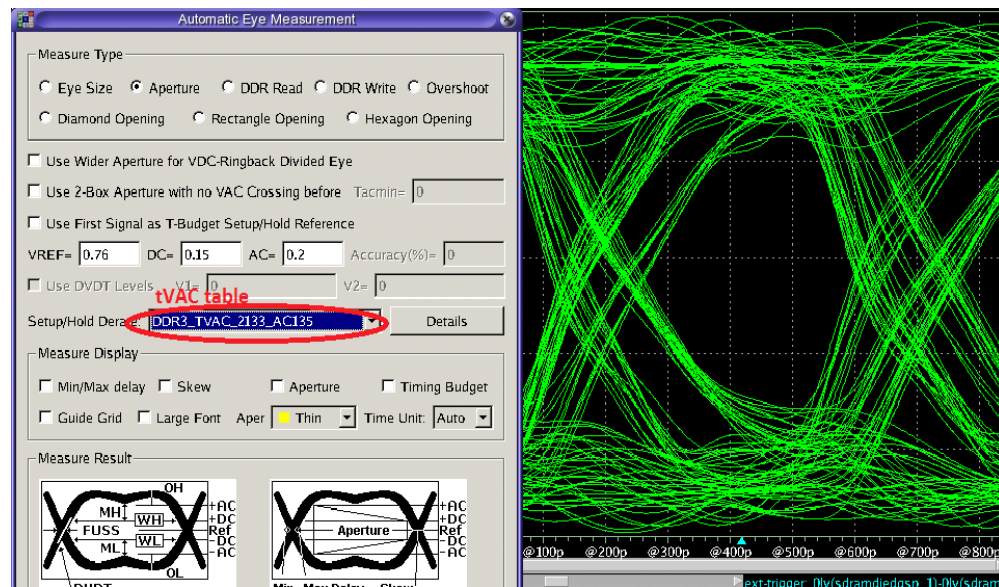 Automatic Eye Measurement
Measure Type
Eye Size Aperture DDR Read DDR Write Overshoot
Diamond Opening Rectangle Opening Hexagon Opening
Use Wider Aperture for VDC-Ringback Divided Eye
Use 2-Box Aperture with no VAC Crossing before Tacmin= 0
Use First Signal as T-Budget Setup/Hold Reference
VREF= 0.76 DC= 0.15 AC= 0.2 Accuracy(%)= 0
Use DVDT Levels V1= 0 V2= 0
tVAC table
Setup/Hold Derate: DDR3_TVAC_2133_AC135 Details
Measure Display
Min/Max delay Skew Aperture Timing Budget
Guide Grid Large Font Aper Thin Time Unit: Auto
Measure Result
OH
MH WH +AC
+DC
FUSS Ref
ML WL -DC
-AC
OL
DVDT
+AC
+DC
Aperture Ref
-DC
-AC
Min Max Delay Skew
@100p @200p @300p @400p @500p @600p @700p @800p
ext-trigger